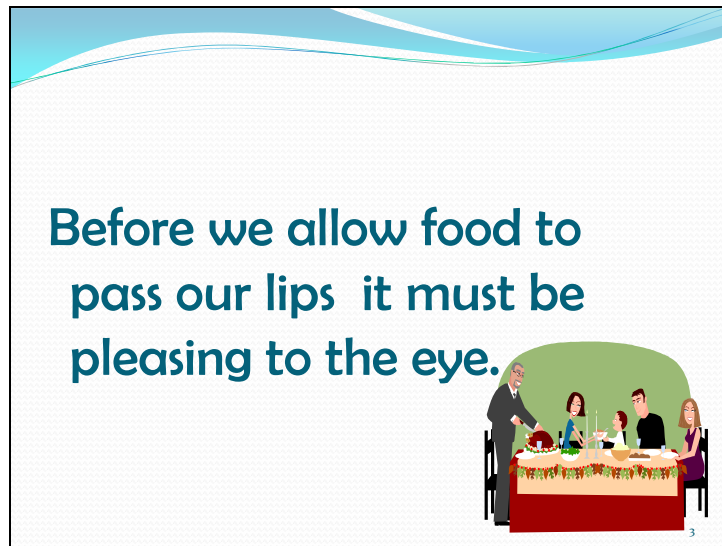 Before we allow food to
pass our lips  it must be
pleasing to the eye.
3